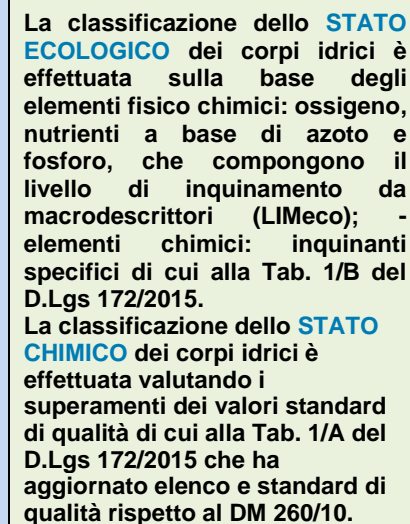 La classificazione dello STATO
ECOLOGICO dei corpi idrici è
effettuata sulla base degli
elementi fisico chimici: ossigeno,
nutrienti a base di azoto e
fosforo, che compongono il
livello di inquinamento da
macrodescrittori (LIMeco); -
elementi chimici: inquinanti
specifici di cui alla Tab. 1/B del
D.Lgs 172/2015.
La classificazione dello STATO
CHIMICO dei corpi idrici è
effettuata valutando i
superamenti dei valori standard
di qualità di cui alla Tab. 1/A del
D.Lgs 172/2015 che ha
aggiornato elenco e standard di
qualità rispetto al DM 260/10.